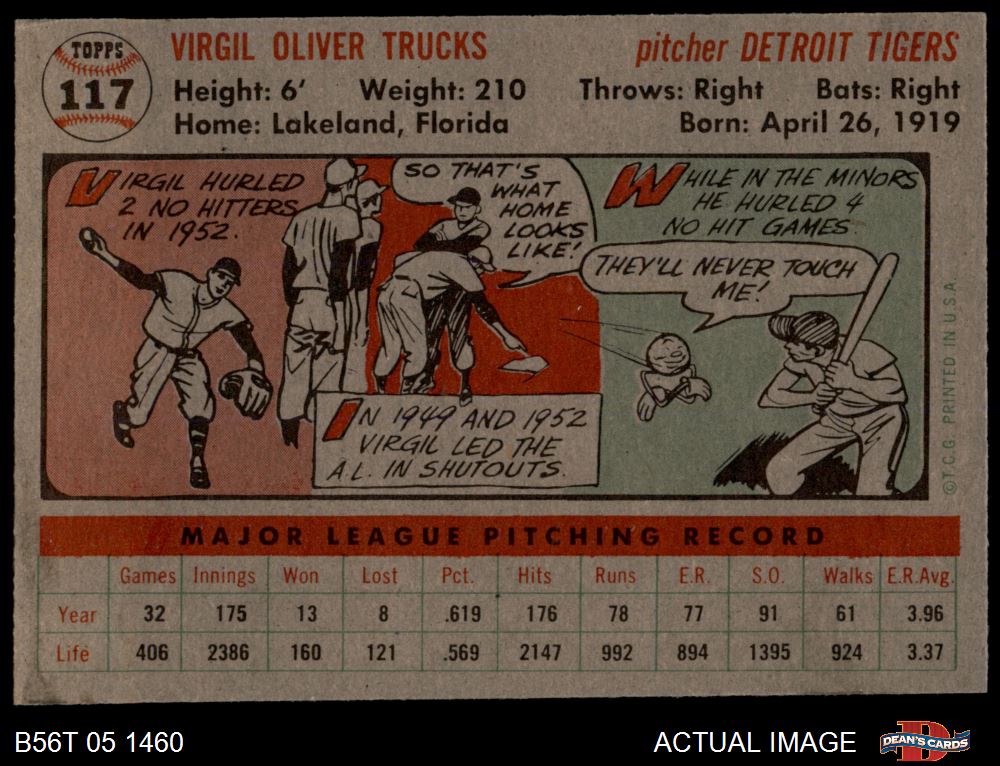 TOPPS
117
VIRGIL OLIVER TRUCKS
pitcher DETROIT TIGERS
Height: 6' Weight: 210 Throws: Right Bats: Right
Home: Lakeland, Florida Born: April 26, 1919
VIRGIL HURLED
2 NO HITTERS
IN 1952.
SO THAT'S
WHAT
HOME
LOOKS
LIKE!
IN 1949 AND 1952
VIRGIL LED THE
A.L. IN SHUTOUTS.
WHILE IN THE MINORS
HE HURLED 4
NO HIT GAMES.
THEY'LL NEVER TOUCH
ME!
©T.C.G. PRINTED IN U.S.A.
MAJOR LEAGUE PITCHING RECORD
Games Innings Won Lost Pct. Hits Runs E.R. S.O. Walks E.R.Avg.
Year 32 175 13 8 .619 176 78 77 91 61 3.96
Life 406 2386 160 121 .569 2147 992 894 1395 924 3.37
B56T 05 1460
ACTUAL IMAGE
D
DEAN'S CARDS